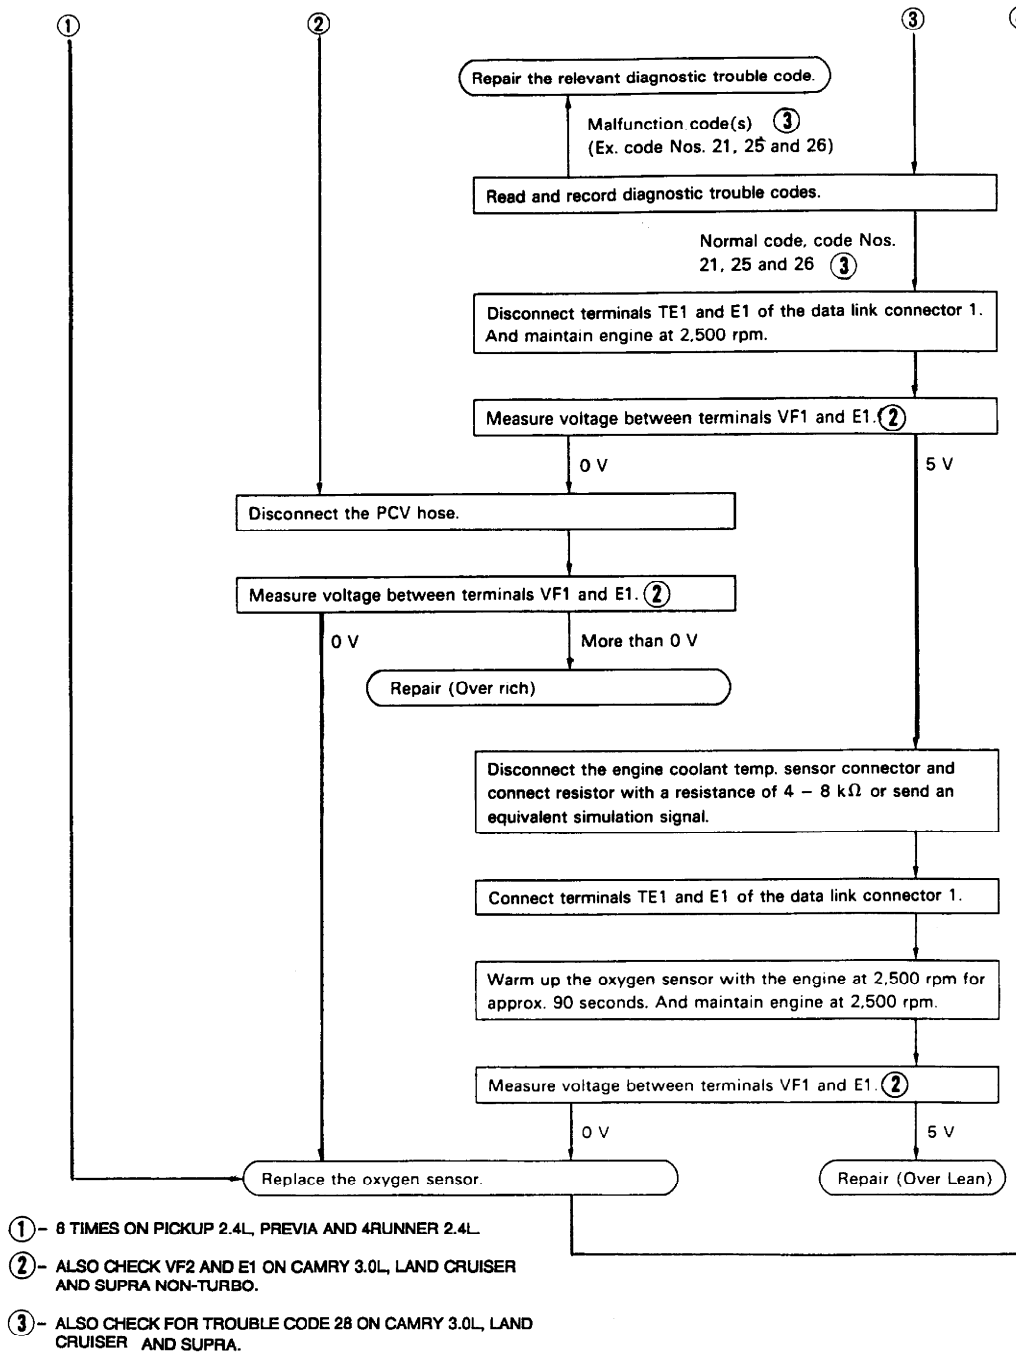 1 2 3
Repair the relevant diagnostic trouble code.
Malfunction code(s) 3
(Ex. code Nos. 21, 25 and 26)
Read and record diagnostic trouble codes.
Normal code, code Nos.
21, 25 and 26 3
Disconnect terminals TE1 and E1 of the data link connector 1.
And maintain engine at 2,500 rpm.
Measure voltage between terminals VF1 and E1. 2
0 V 5 V
Disconnect the PCV hose.
Measure voltage between terminals VF1 and E1. 2
0 V More than 0 V
Repair (Over rich)
Disconnect the engine coolant temp. sensor connector and
connect resistor with a resistance of 4 – 8 kΩ or send an
equivalent simulation signal.
Connect terminals TE1 and E1 of the data link connector 1.
Warm up the oxygen sensor with the engine at 2,500 rpm for
approx. 90 seconds. And maintain engine at 2,500 rpm.
Measure voltage between terminals VF1 and E1. 2
0 V 5 V
Replace the oxygen sensor.
Repair (Over Lean)
1 – 6 TIMES ON PICKUP 2.4L, PREVIA AND 4RUNNER 2.4L
2 – ALSO CHECK VF2 AND E1 ON CAMRY 3.0L, LAND CRUISER
AND SUPRA NON-TURBO.
3 – ALSO CHECK FOR TROUBLE CODE 28 ON CAMRY 3.0L, LAND
CRUISER AND SUPRA.